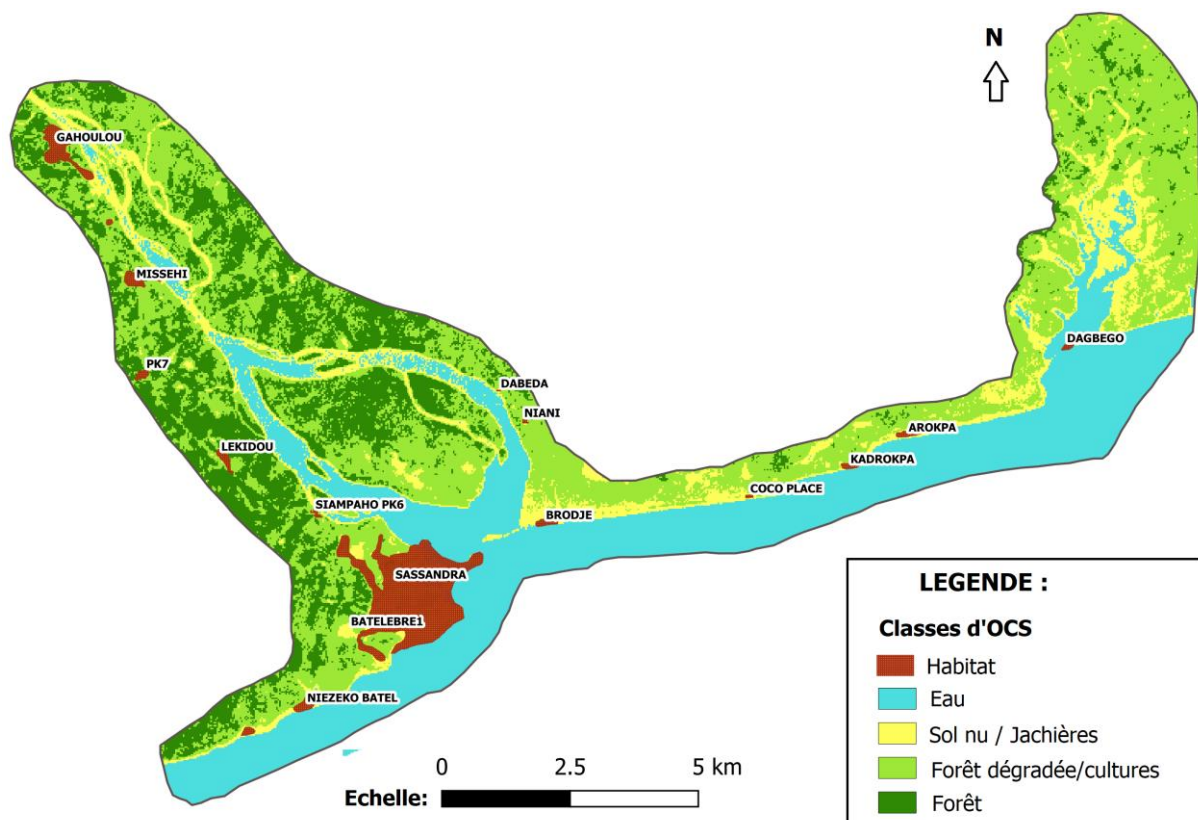 N
GAHOULOU
MISSEHI
PK7
DAGBEGO
DABEDA
NIANI
AROKPA
LEKIDOU
KADROKPA
COCO PLACE
SIAMPAHO PK6
BRODJE
SASSANDRA
BATELEBRE1
NIEZEKO BATEL
LEGENDE :
Classes d'OCS
Habitat
Eau
Sol nu / Jachères
Forêt dégradée/cultures
Forêt
0 2.5 5 km
Echelle: